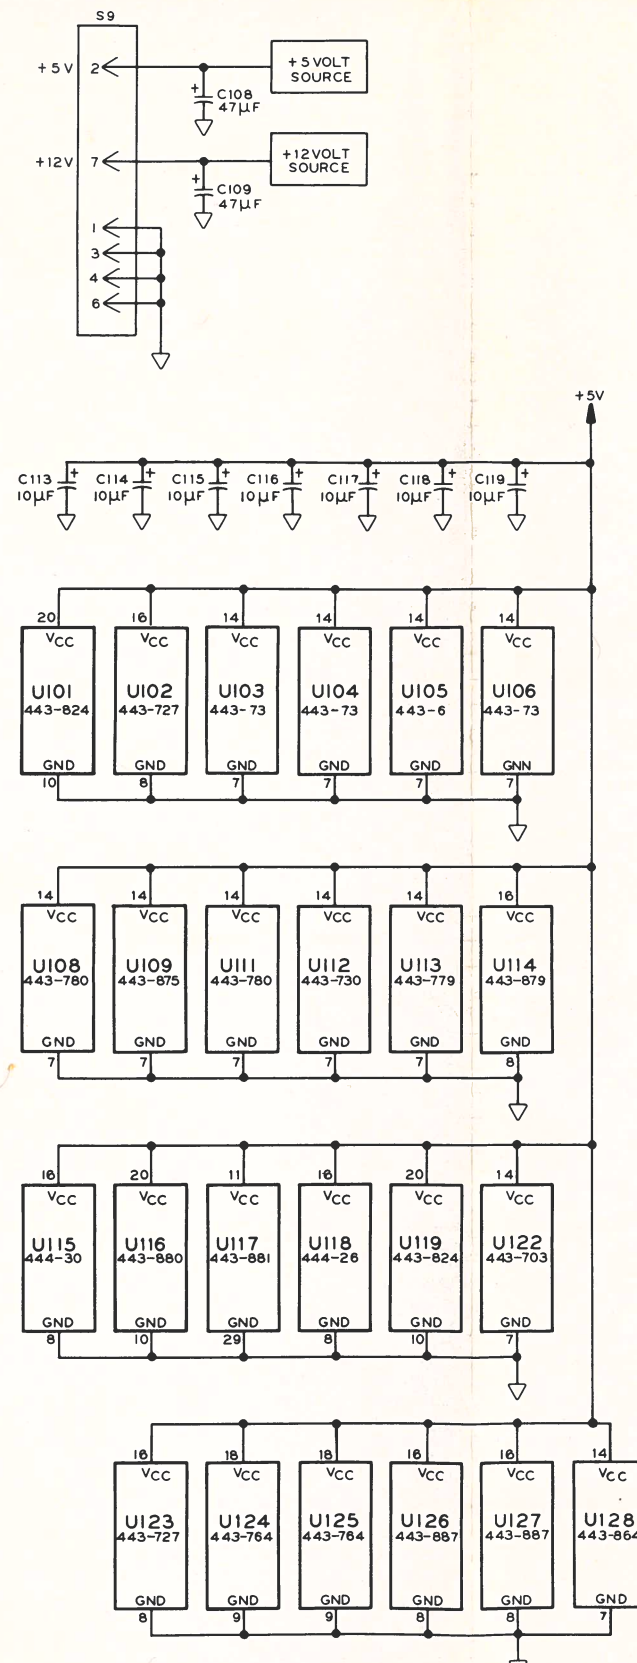 S9
+5V 2
+5VOLT
SOURCE
+ C108
47µF
+12V 7
+12VOLT
SOURCE
+ C109
47µF
1
3
4
6
+5V
C113 + C114 + C115 + C116 + C117 + C118 + C119 +
10µF 10µF 10µF 10µF 10µF 10µF 10µF
20 16 14 14 14 14
VCC VCC VCC VCC VCC VCC
U101 U102 U103 U104 U105 U106
443-824 443-727 443-73 443-73 443-6 443-73
GND GND GND GND GND GNN
10 8 7 7 7 7
14 14 14 14 14 16
VCC VCC VCC VCC VCC VCC
U108 U109 U111 U112 U113 U114
443-780 443-875 443-780 443-730 443-779 443-879
GND GND GND GND GND GND
7 7 7 7 7 8
16 20 11 16 20 14
VCC VCC VCC VCC VCC VCC
U115 U116 U117 U118 U119 U122
444-30 443-880 443-881 444-26 443-824 443-703
GND GND GND GND GND GND
8 10 29 8 10 7
16 18 18 16 16 14
VCC VCC VCC VCC VCC VCC
U123 U124 U125 U126 U127 U128
443-727 443-764 443-764 443-887 443-887 443-864
GND GND GND GND GND GND
8 9 9 8 8 7